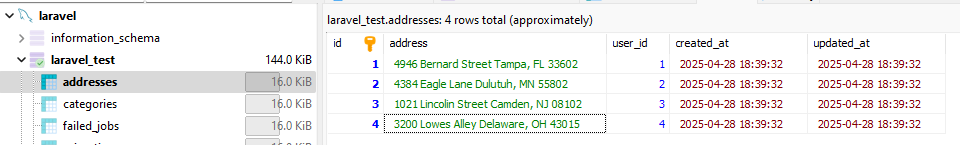 laravel
information_schema
laravel_test 144.0 KiB
addresses 16.0 KiB
categories 16.0 KiB
failed_jobs 16.0 KiB
laravel_test.addresses: 4 rows total (approximately)
id address user_id created_at updated_at
1 4946 Bernard Street Tampa, FL 33602 1 2025-04-28 18:39:32 2025-04-28 18:39:32
2 4384 Eagle Lane Dulutuh, MN 55802 2 2025-04-28 18:39:32 2025-04-28 18:39:32
3 1021 Lincolin Street Camden, NJ 08102 3 2025-04-28 18:39:32 2025-04-28 18:39:32
4 3200 Lowes Alley Delaware, OH 43015 4 2025-04-28 18:39:32 2025-04-28 18:39:32